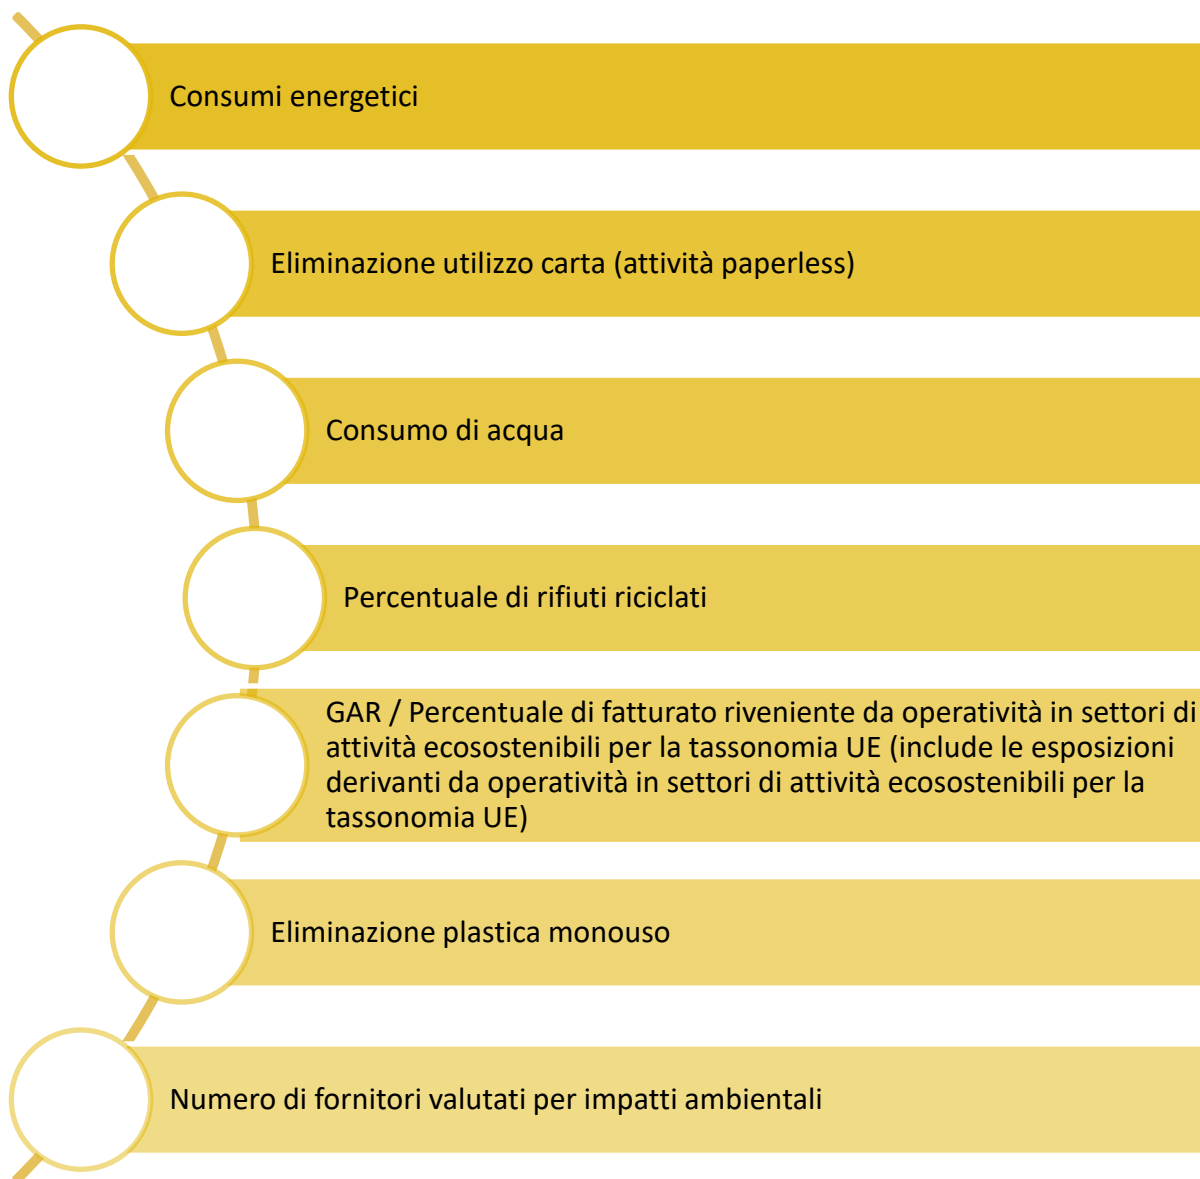 Consumi energetici
Eliminazione utilizzo carta (attività paperless)
Consumo di acqua
Percentuale di rifiuti riciclati
GAR / Percentuale di fatturato riveniente da operatività in settori di
attività ecosostenibili per la tassonomia UE (include le esposizioni
derivanti da operatività in settori di attività ecosostenibili per la
tassonomia UE)
Eliminazione plastica monouso
Numero di fornitori valutati per impatti ambientali